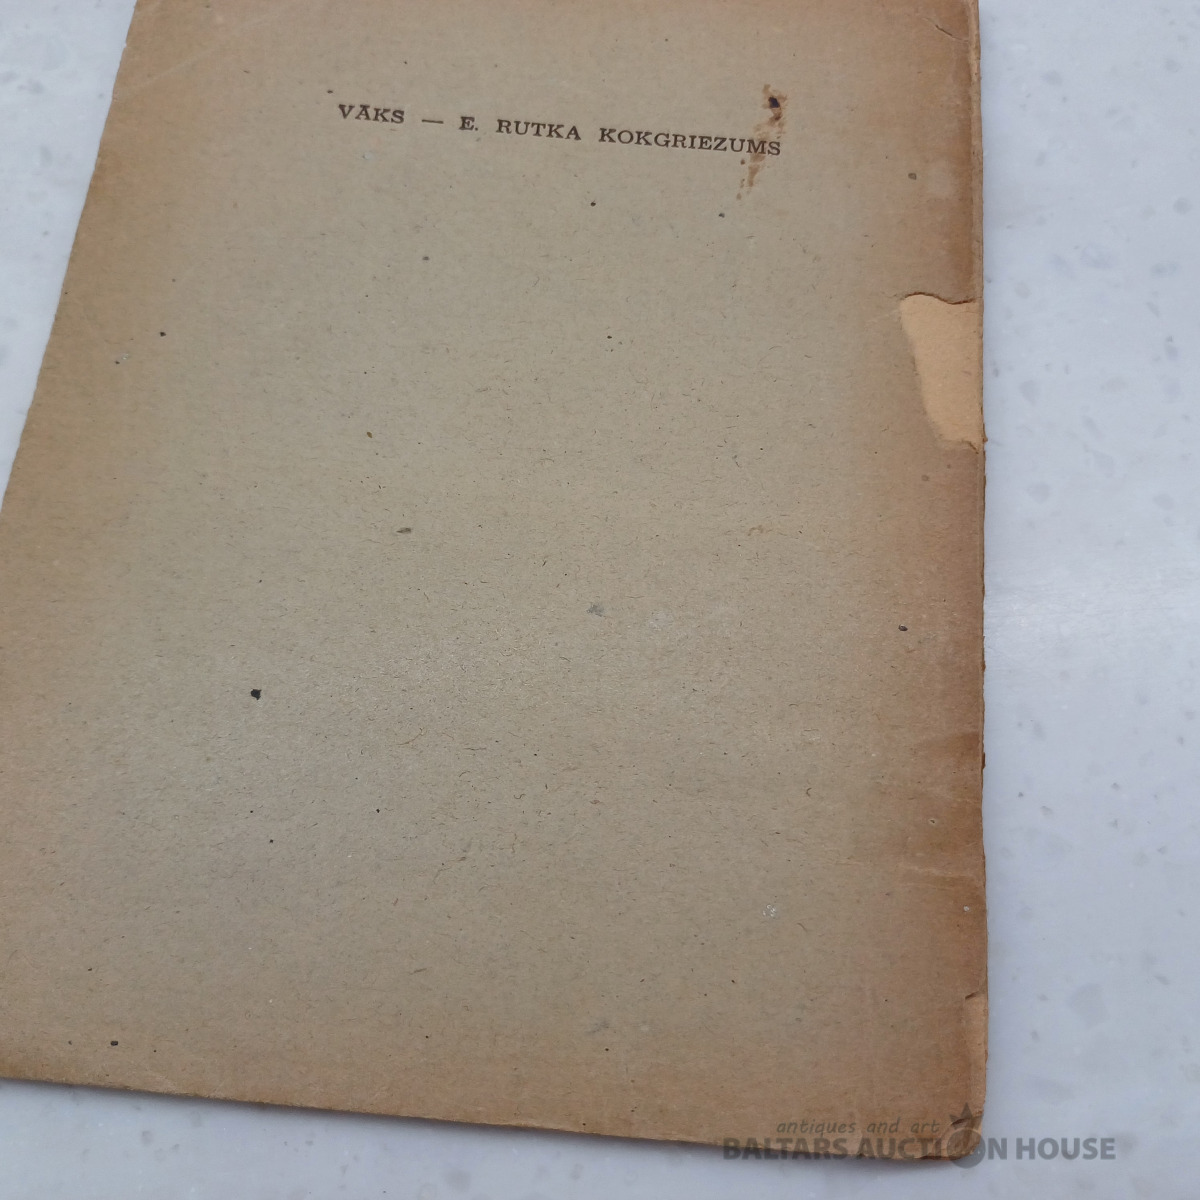 VĀKS — E. RUTKA KOKGRIEZUMS
antiques and art
BALTARS AUCTION HOUSE